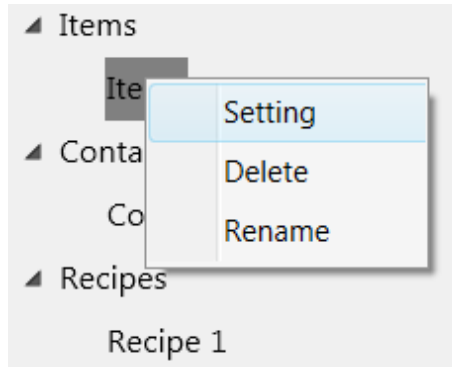 Items
Ite
Setting
Conta
Delete
Co
Rename
Recipes
Recipe 1